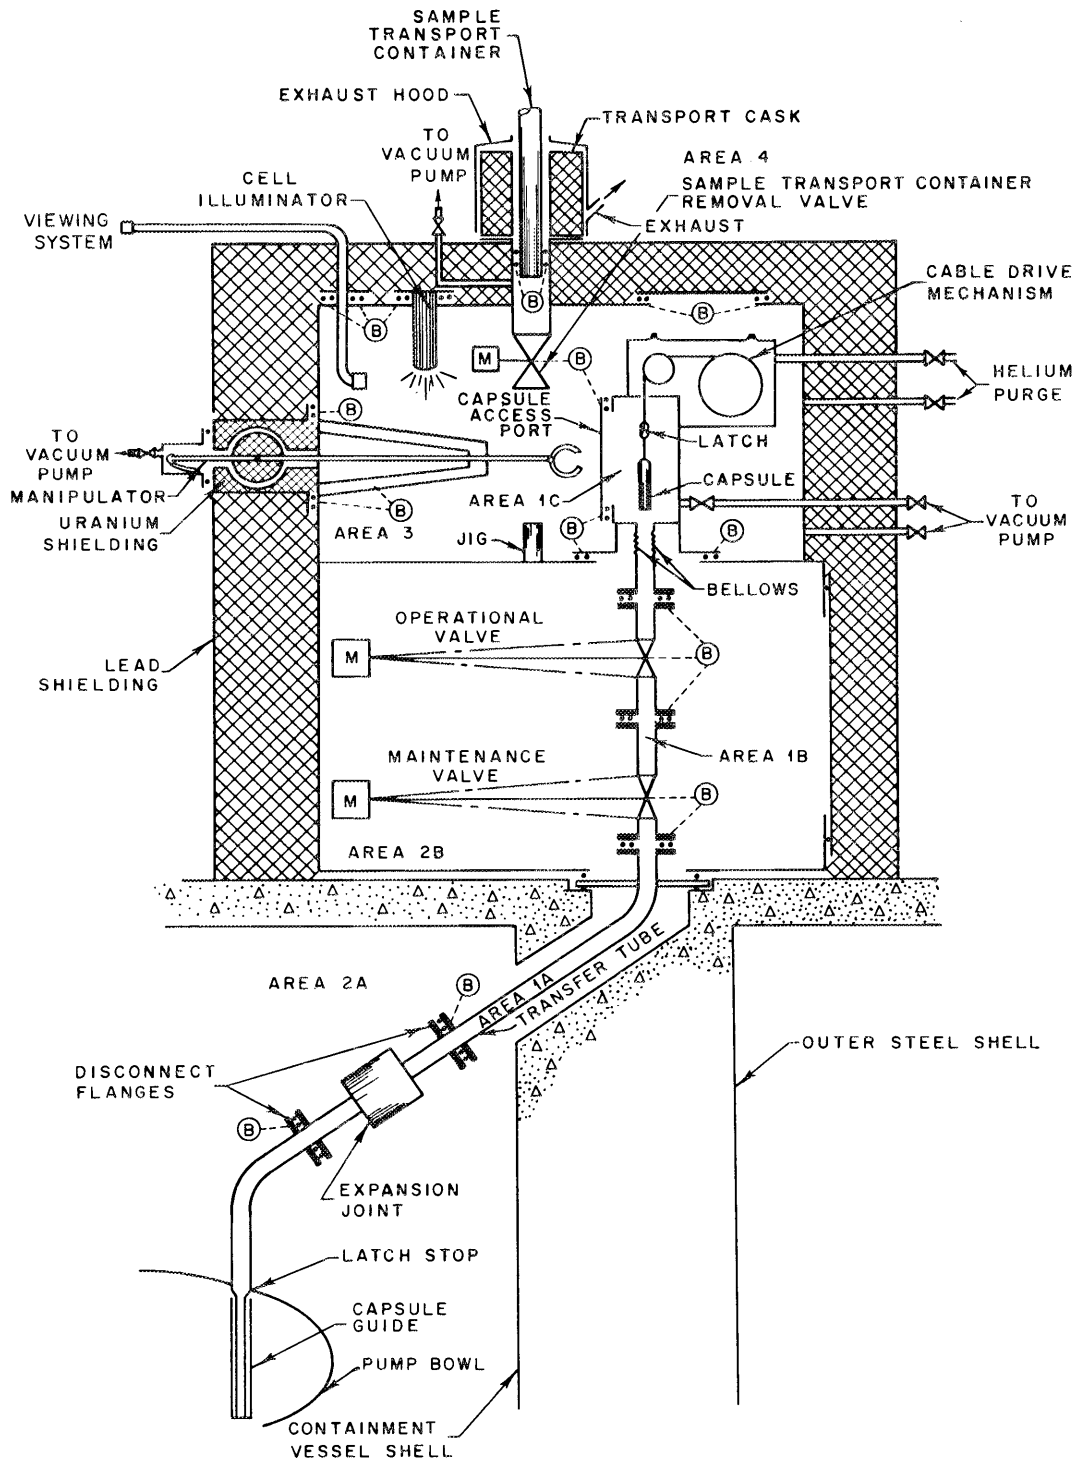 SAMPLE
TRANSPORT
CONTAINER
EXHAUST HOOD
TRANSPORT CASK
TO
VACUUM
PUMP
AREA 4
SAMPLE TRANSPORT CONTAINER
REMOVAL VALVE
CELL
ILLUMINATOR
EXHAUST
VIEWING
SYSTEM
CABLE DRIVE
MECHANISM
B
B
B
M
B
HELIUM
PURGE
CAPSULE
ACCESS
PORT
B
LATCH
TO
VACUUM
PUMP
MANIPULATOR
URANIUM
SHIELDING
CAPSULE
AREA 1C
B
AREA 3
JIG
B
B
TO
VACUUM
PUMP
BELLOWS
OPERATIONAL
VALVE
M
B
LEAD
SHIELDING
AREA 1B
MAINTENANCE
VALVE
M
B
AREA 2B
AREA 2A
B
AREA 1A
TRANSFER TUBE
OUTER STEEL SHELL
DISCONNECT
FLANGES
B
EXPANSION
JOINT
LATCH STOP
CAPSULE
GUIDE
PUMP BOWL
CONTAINMENT
VESSEL SHELL